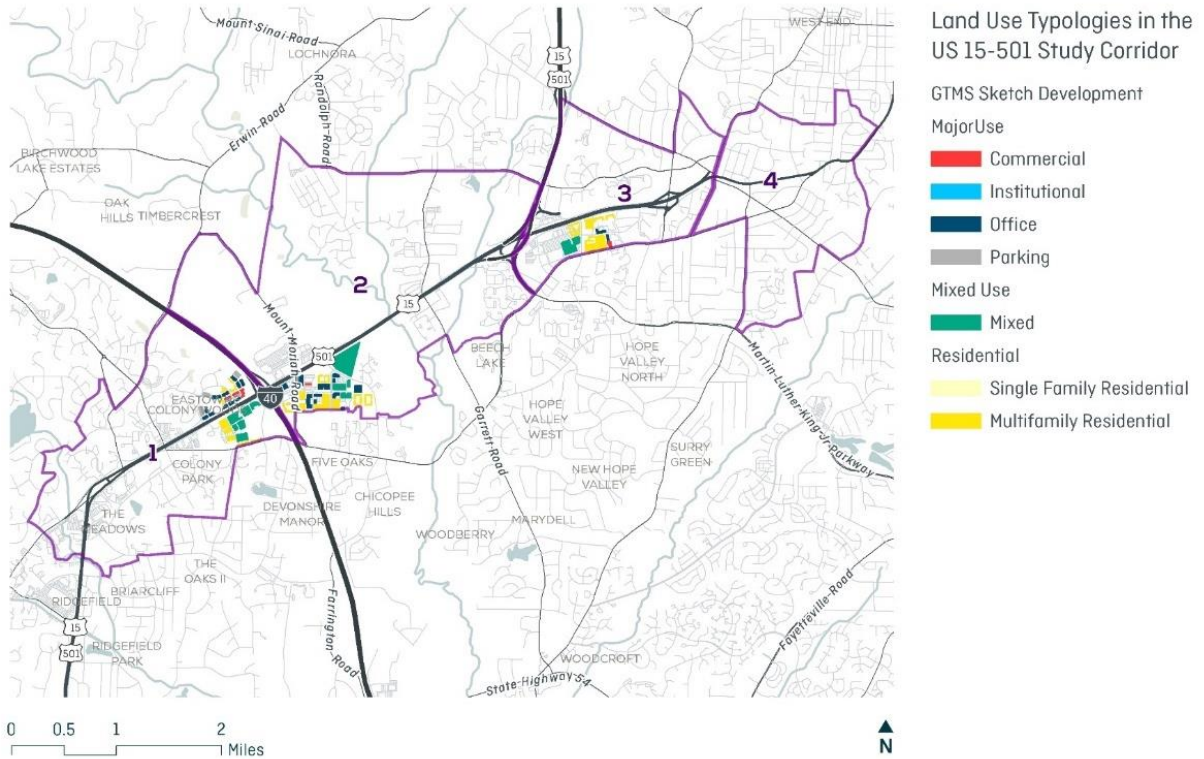 Land Use Typologies in the
US 15-501 Study Corridor
GTMS Sketch Development
MajorUse
Commercial
Institutional
Office
Parking
Mixed Use
Mixed
Residential
Single Family Residential
Multifamily Residential
Mount Sinai Road
LOCHNORA
WEST END
15
501
Randolph Road
Erwin Road
BIRCHWOOD
LAKE ESTATES
OAK
HILLS
TIMBERCREST
3
4
2
15
Mount Moriah Road
501
BEECH
LAKE
HOPE
VALLEY
NORTH
Martin Luther King Jr Parkway
40
COLONY
HOPE
VALLEY
WEST
Garrett Road
1
COLONY
PARK
FIVE OAKS
SURRY
GREEN
NEW HOPE
VALLEY
CHICOPEE
HILLS
DEVONSHIRE
MANOR
THE
MEADOWS
MARYDELL
WOODBERRY
THE
OAKS II
BRIARCLIFF
RIDGEFIELD
15
501
RIDGEFIELD
PARK
Farrington Road
Fayetteville Road
WOODCROFT
State Highway 54
0 0.5 1 2
Miles
N